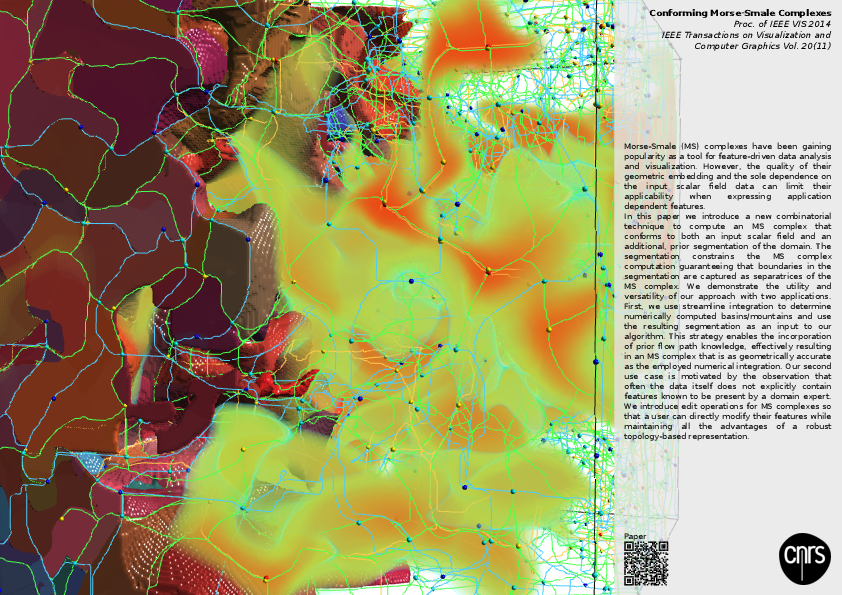 Conforming Morse-Smale Complexes
Proc. of IEEE VIS 2014
IEEE Transactions on Visualization and
Computer Graphics Vol. 20(11)
Morse-Smale (MS) complexes have been gaining
popularity as a tool for feature-driven data analysis
and visualization. However, the quality of their
geometric embedding and the sole dependence on
the input scalar field data can limit their
applicability when expressing application
dependent features.
In this paper we introduce a new combinatorial
technique to compute an MS complex that
conforms to both an input scalar field and an
additional, prior segmentation of the domain. The
segmentation constrains the MS complex
computation guaranteeing that boundaries in the
segmentation are captured as separatrices of the
MS complex. We demonstrate the utility and
versatility of our approach with two applications.
First, we use streamline integration to determine
numerically computed basins/mountains and use
the resulting segmentation as an input to our
algorithm. This strategy enables the incorporation
of prior flow path knowledge, effectively resulting
in an MS complex that is as geometrically accurate
as the employed numerical integration. Our second
use case is motivated by the observation that
often the data itself does not explicitly contain
features known to be present by a domain expert.
We introduce edit operations for MS complexes so
that a user can directly modify their features while
maintaining all the advantages of a robust
topology-based representation.
Paper
cnrs